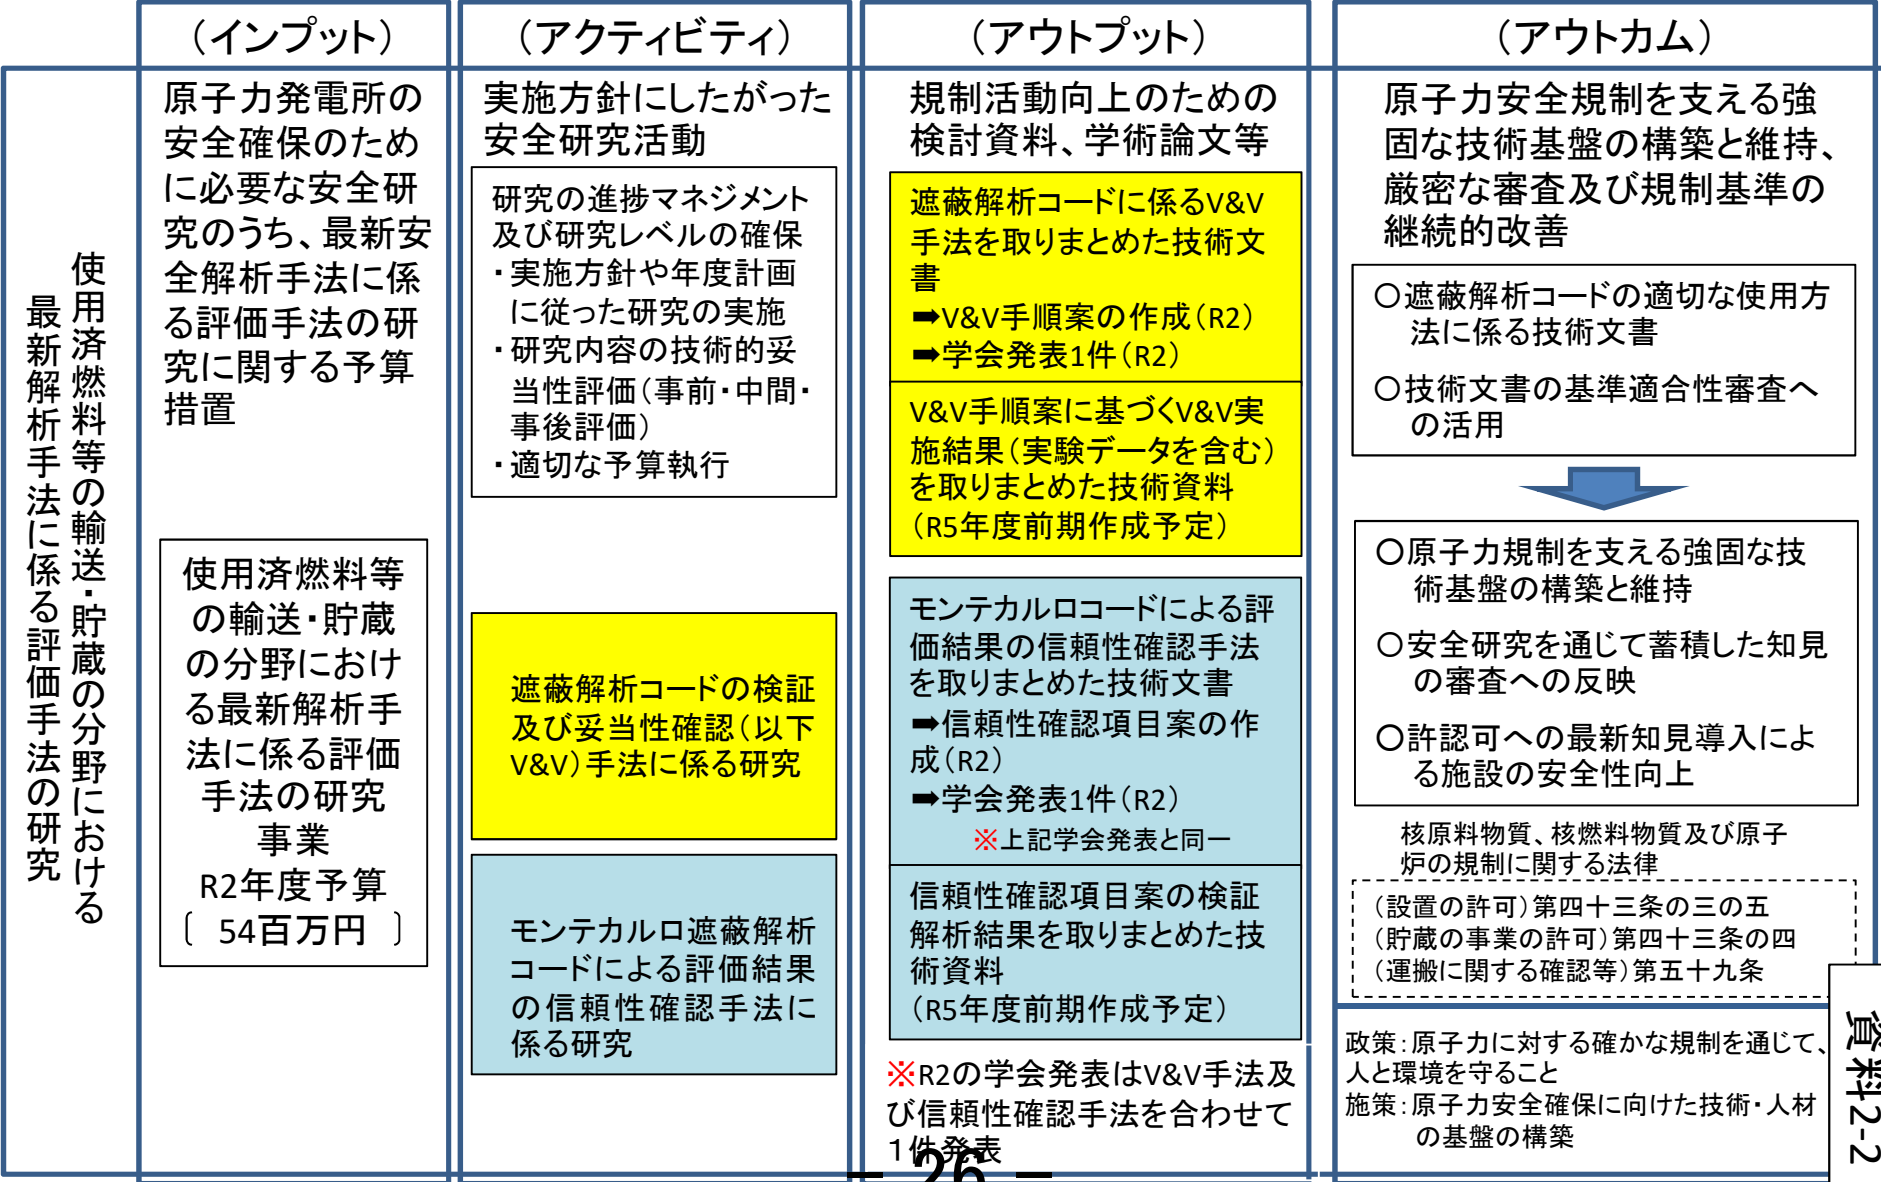 （インプット）
（アクティビティ）
（アウトプット）
（アウトカム）
使用済燃料等の輸送・貯蔵の分野における
最新解析手法に係る評価手法の研究
原子力発電所の
安全確保のため
に必要な安全研
究のうち、最新安
全解析手法に係
る評価手法の研
究に関する予算
措置
使用済燃料等
の輸送・貯蔵
の分野におけ
る最新解析手
法に係る評価
手法の研究
事業
R2年度予算
〔 54百万円 〕
実施方針にしたがった
安全研究活動
研究の進捗マネジメント
及び研究レベルの確保
・実施方針や年度計画
に従った研究の実施
・研究内容の技術的妥
当性評価（事前・中間・
事後評価）
・適切な予算執行
遮蔽解析コードの検証
及び妥当性確認（以下
V&V）手法に係る研究
モンテカルロ遮蔽解析
コードによる評価結果
の信頼性確認手法に
係る研究
規制活動向上のための
検討資料、学術論文等
遮蔽解析コードに係るV&V
手法を取りまとめた技術文
書
➡V&V手順案の作成（R2）
➡学会発表1件（R2）
V&V手順案に基づくV&V実
施結果（実験データを含む）
を取りまとめた技術資料
（R5年度前期作成予定）
モンテカルロコードによる評
価結果の信頼性確認手法
を取りまとめた技術文書
➡信頼性確認項目案の作
成（R2）
➡学会発表1件（R2）
※上記学会発表と同一
信頼性確認項目案の検証
解析結果を取りまとめた技
術資料
（R5年度前期作成予定）
※R2の学会発表はV&V手法及
び信頼性確認手法を合わせて
１件発表
原子力安全規制を支える強
固な技術基盤の構築と維持、
厳密な審査及び規制基準の
継続的改善
〇遮蔽解析コードの適切な使用方
法に係る技術文書
〇技術文書の基準適合性審査へ
の活用
〇原子力規制を支える強固な技
術基盤の構築と維持
〇安全研究を通じて蓄積した知見
の審査への反映
〇許認可への最新知見導入によ
る施設の安全性向上
核原料物質、核燃料物質及び原子
炉の規制に関する法律
（設置の許可）第四十三条の三の五
（貯蔵の事業の許可）第四十三条の四
（運搬に関する確認等）第五十九条
政策：原子力に対する確かな規制を通じて、
人と環境を守ること
施策：原子力安全確保に向けた技術・人材
の基盤の構築
資料2-2
－ 26 －